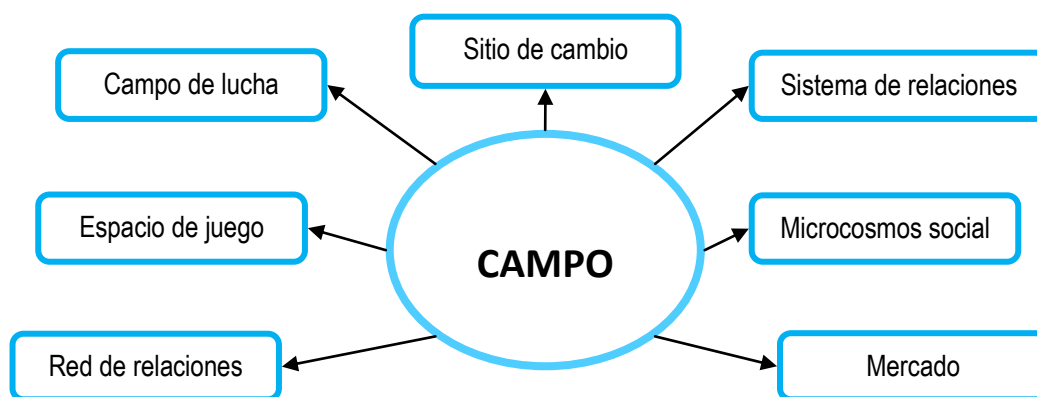 Sitio de cambio
Campo de lucha
Sistema de relaciones
Espacio de juego
Microcosmos social
CAMPO
Red de relaciones
Mercado